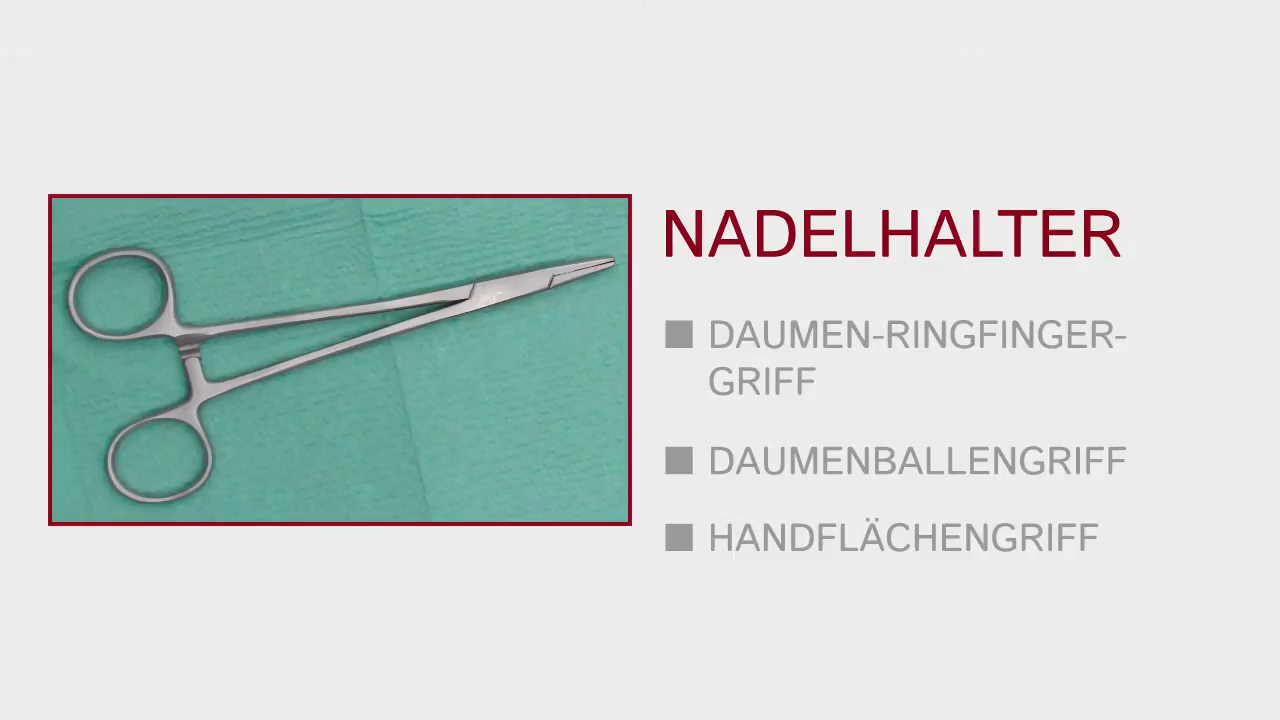 NADELHALTER
DAUMEN-RINGFINGER-
GRIFF
DAUMENBALLENGRIFF
HANDFLÄCHENGRIFF